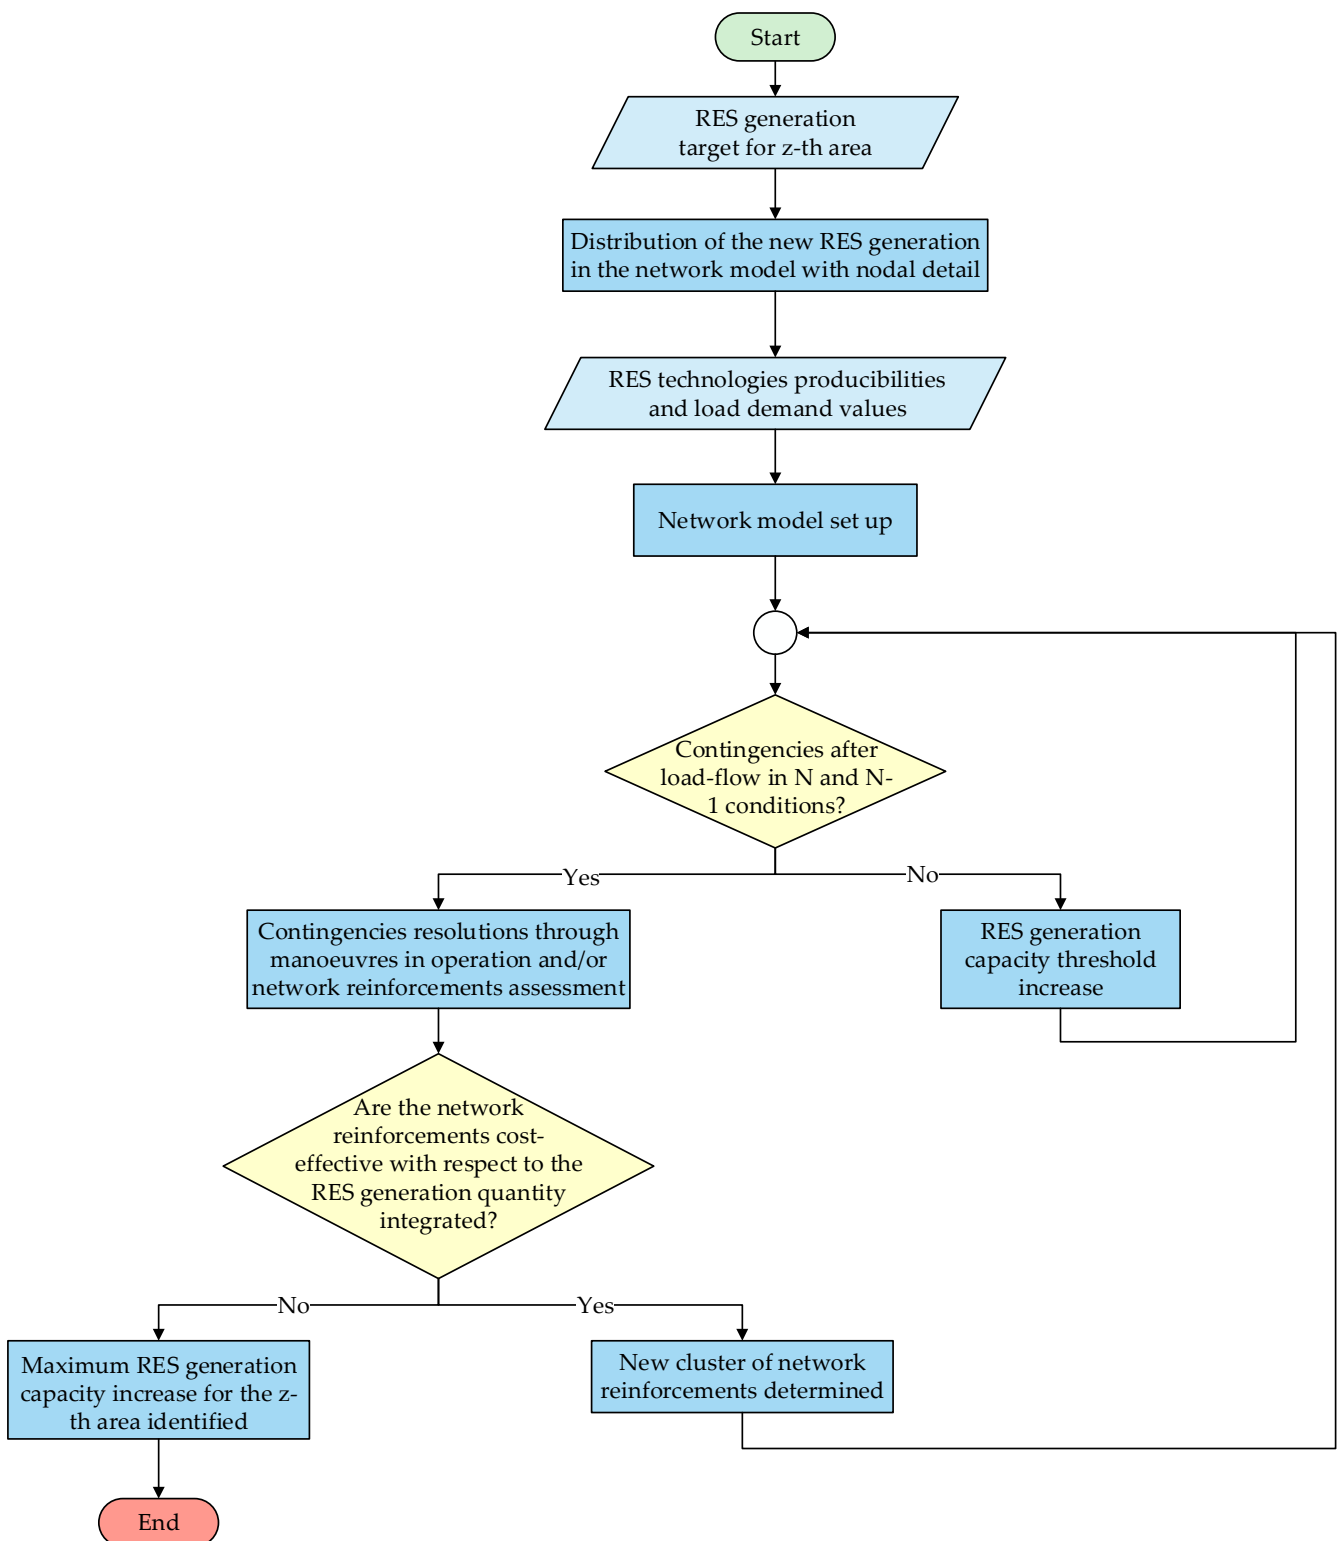 Start
RES generation
target for z-th area
Distribution of the new RES generation
in the network model with nodal detail
RES technologies producibilities
and load demand values
Network model set up
Contingencies after
load-flow in N and N-
1 conditions?
Yes
No
Contingencies resolutions through
manoeuvres in operation and/or
network reinforcements assessment
RES generation
capacity threshold
increase
Are the network
reinforcements cost-
effective with respect to the
RES generation quantity
integrated?
No
Yes
Maximum RES generation
capacity increase for the z-
th area identified
New cluster of network
reinforcements determined
End